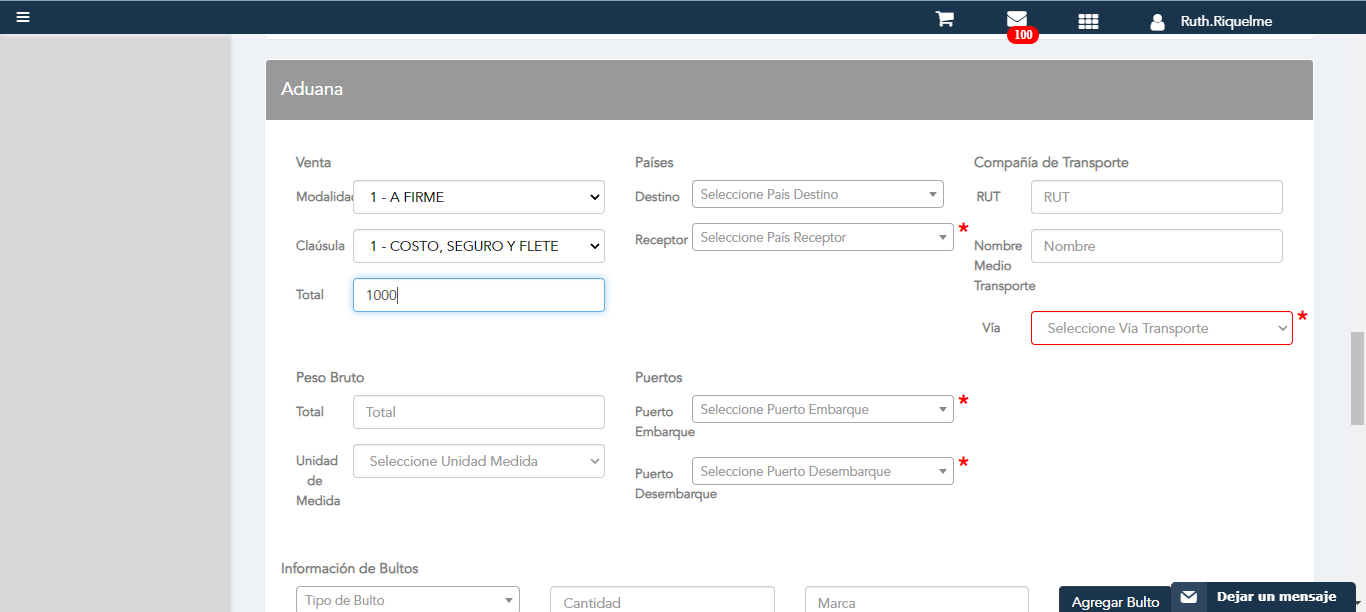 Ruth.Riquelme
100
Aduana
Venta
Modalidad
1 - A FIRME
Claúsula
1 - COSTO, SEGURO Y FLETE
Total
1000
Países
Destino
Seleccione País Destino
Receptor
Seleccione País Receptor
*
Compañía de Transporte
RUT
RUT
Nombre
Medio
Transporte
Nombre
Vía
Seleccione Vía Transporte
*
Peso Bruto
Total
Total
Unidad
de
Medida
Seleccione Unidad Medida
Puertos
Puerto
Embarque
Seleccione Puerto Embarque
*
Puerto
Desembarque
Seleccione Puerto Desembarque
*
Información de Bultos
Tipo de Bulto
Cantidad
Marca
Agregar Bulto
Dejar un mensaje